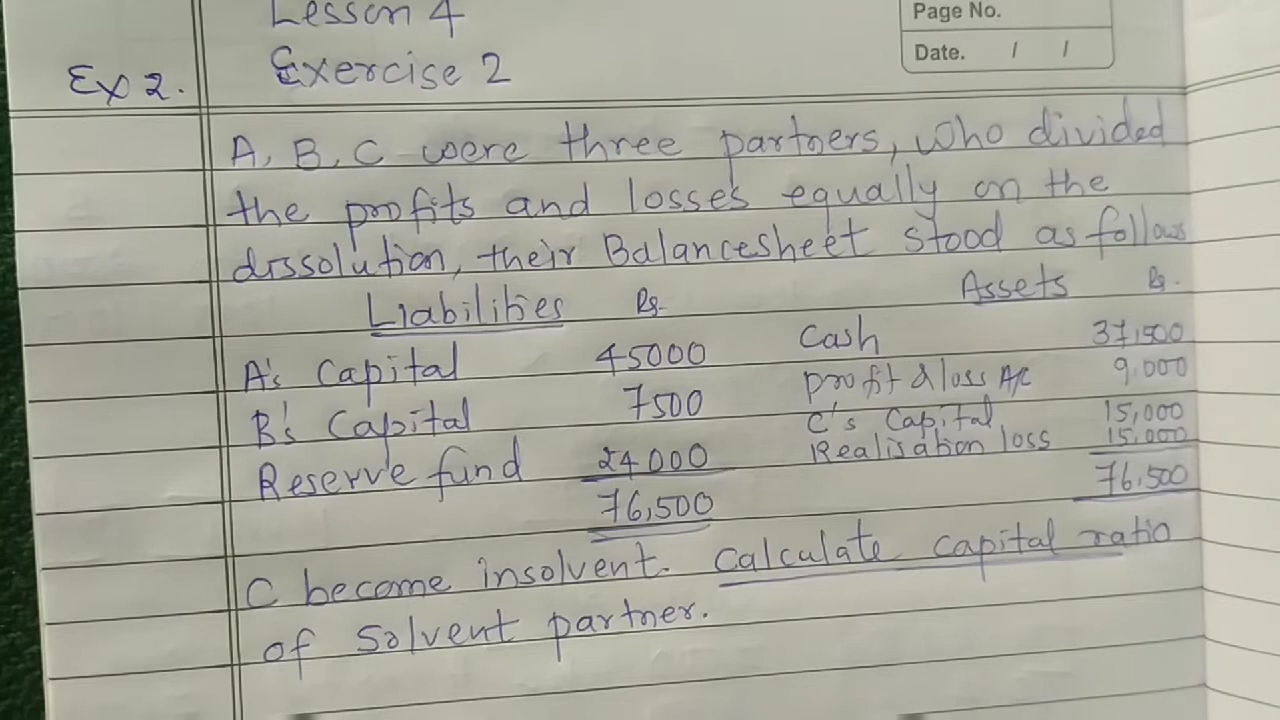 Lesson 4
Page No.
Date. / /
Ex 2. Exercise 2
A, B, C were three partners, who divided
the profits and losses equally on the
dissolution, their Balancesheet stood as follows
Liabilities Rs. Assets Rs.
A's Capital 45000 Cash 37,500
B's Capital 7500 profit & loss A/c 9,000
C's Capital 15,000
Reserve fund 24000 Realisation loss 15,000
76,500 76,500
C become insolvent. Calculate capital ratio
of solvent partner.